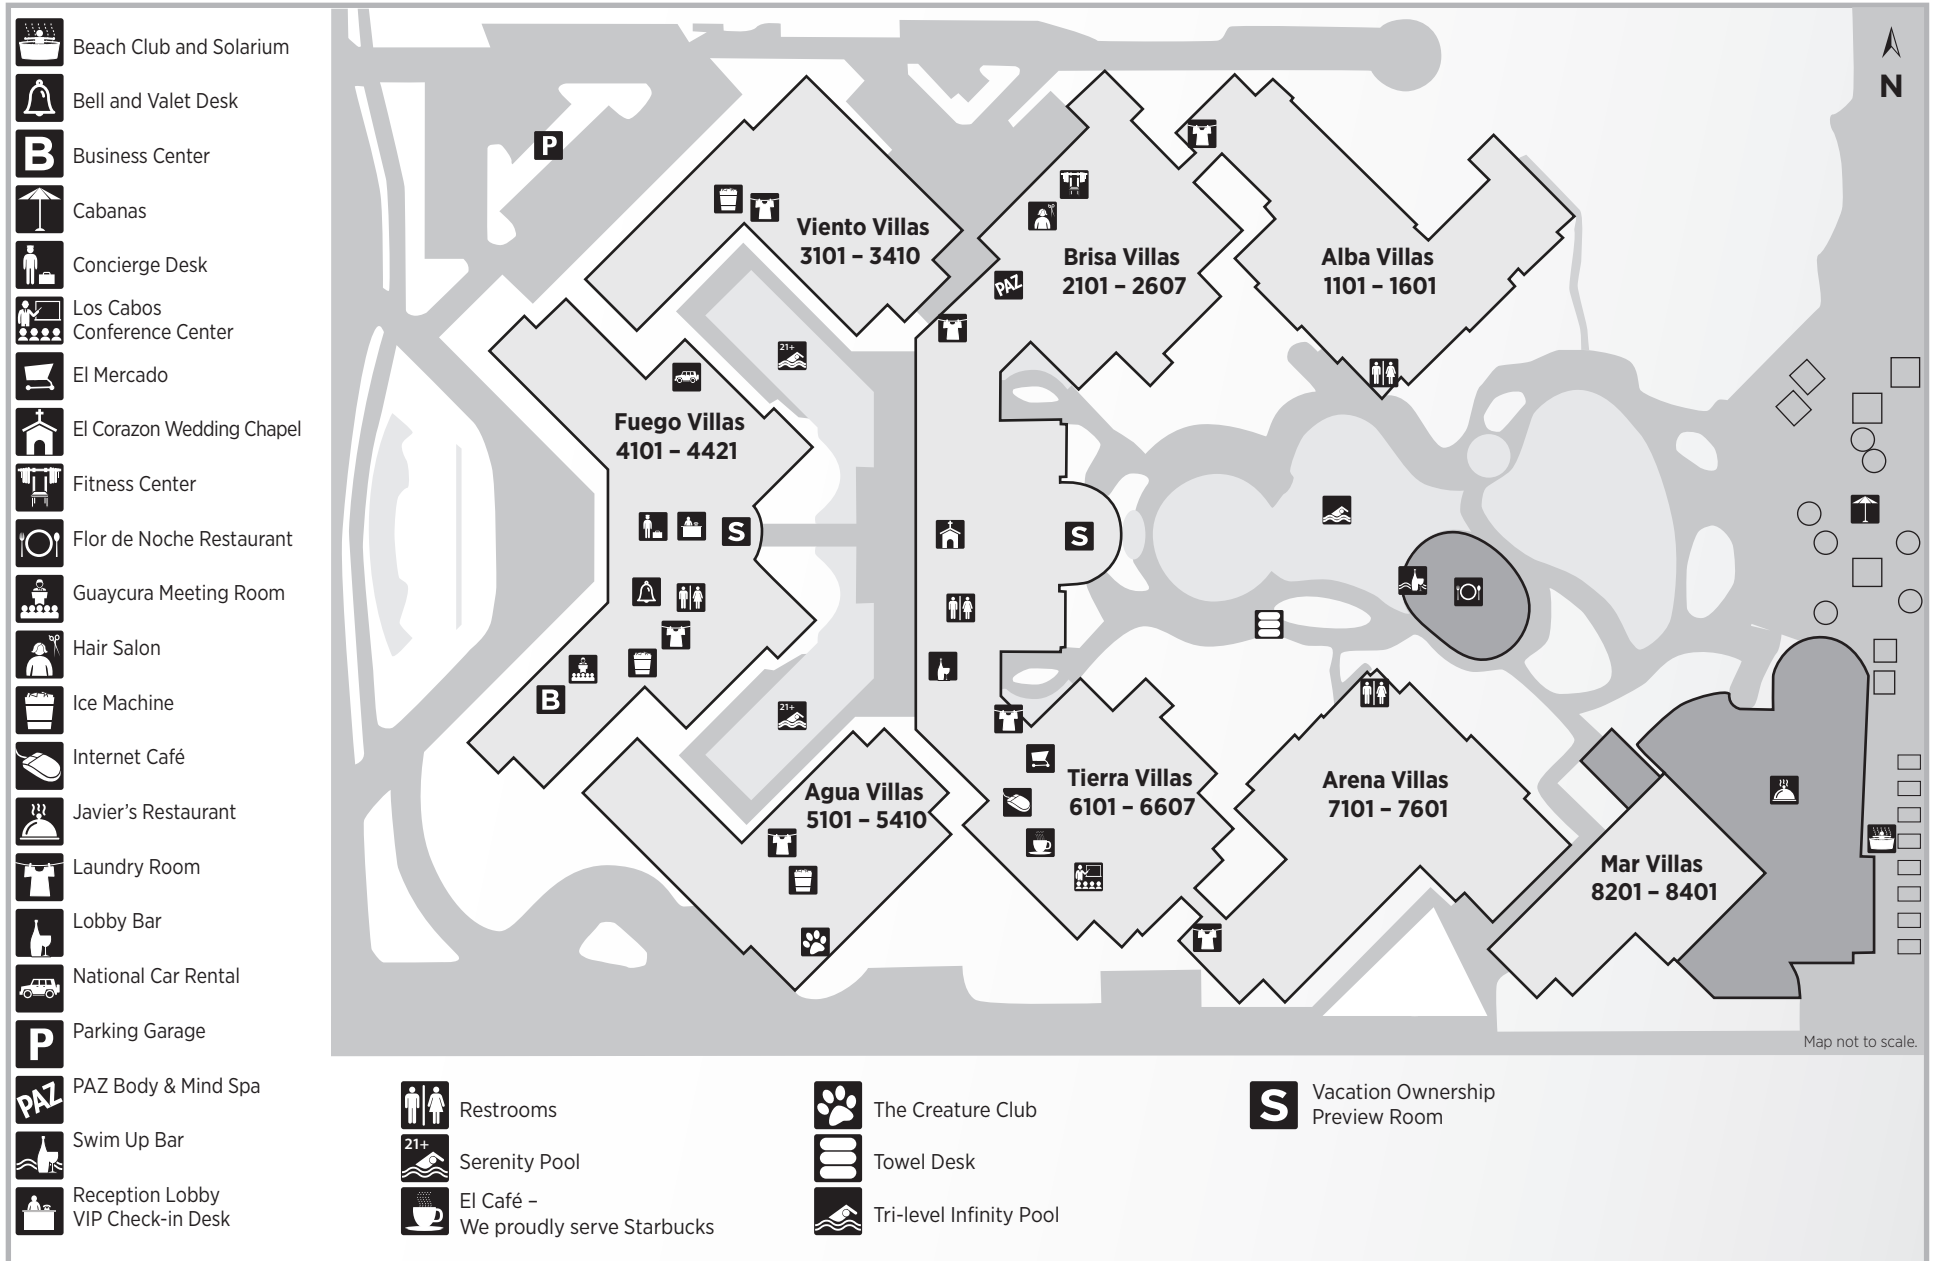 Beach Club and Solarium
Bell and Valet Desk
B
Business Center
Cabanas
Concierge Desk
Los Cabos
Conference Center
El Mercado
El Corazon Wedding Chapel
Fitness Center
Flor de Noche Restaurant
Guaycura Meeting Room
Hair Salon
Ice Machine
Internet Café
Javier’s Restaurant
Laundry Room
Lobby Bar
National Car Rental
P
Parking Garage
PAZ
PAZ Body & Mind Spa
Swim Up Bar
Reception Lobby
VIP Check-in Desk
N
P
Viento Villas
3101 – 3410
PAZ
Brisa Villas
2101 – 2607
Alba Villas
1101 – 1601
21+
Fuego Villas
4101 – 4421
S
S
B
21+
Agua Villas
5101 – 5410
Tierra Villas
6101 – 6607
Arena Villas
7101 – 7601
Mar Villas
8201 – 8401
Map not to scale.
Restrooms
21+
Serenity Pool
El Café –
We proudly serve Starbucks
The Creature Club
Towel Desk
Tri-level Infinity Pool
S
Vacation Ownership
Preview Room